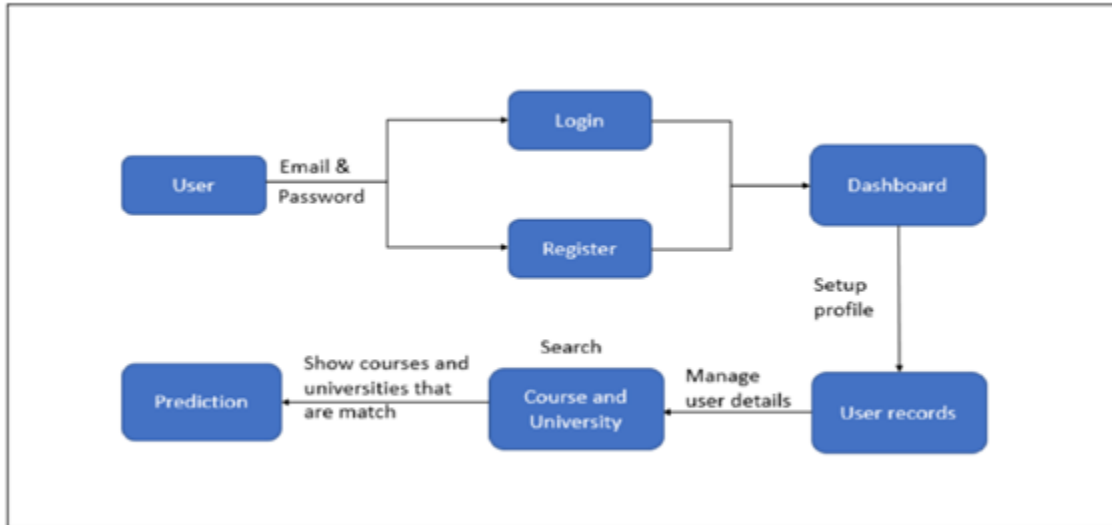 Login
Email &
Password
User
Dashboard
Register
Setup
profile
Search
Show courses and
universities that
are match
Manage
user details
Prediction
Course and
University
User records